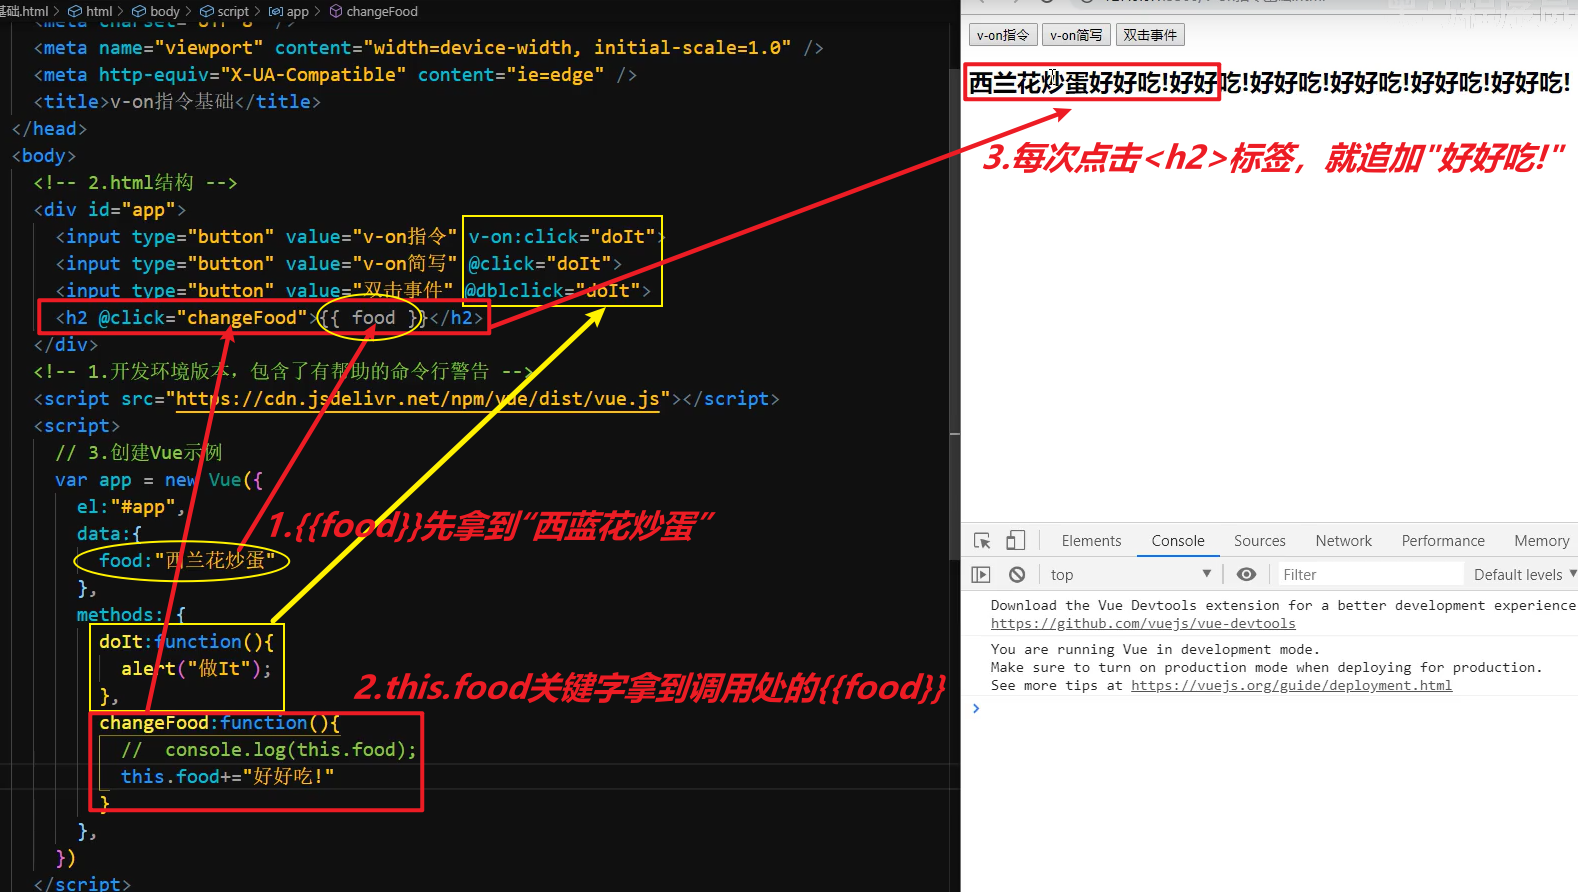 基础.html > html > body > script > app > changeFood
<meta charset="UTF-8" />
<meta name="viewport" content="width=device-width, initial-scale=1.0" />
<meta http-equiv="X-UA-Compatible" content="ie=edge" />
<title>v-on指令基础</title>
</head>
<body>
<!-- 2.html结构 -->
<div id="app">
<input type="button" value="v-on指令" v-on:click="doIt">
<input type="button" value="v-on简写" @click="doIt">
<input type="button" value="双击事件" @dblclick="doIt">
<h2 @click="changeFood">{{ food }}</h2>
</div>
<!-- 1.开发环境版本，包含了有帮助的命令行警告 -->
<script src="https://cdn.jsdelivr.net/npm/vue/dist/vue.js"></script>
<script>
// 3.创建Vue示例
var app = new Vue({
el:"#app",
data:{
food:"西兰花炒蛋"
},
methods: {
doIt:function(){
alert("做It");
},
changeFood:function(){
// console.log(this.food);
this.food+="好好吃!"
}
},
})
</script>
1.{{food}}先拿到“西蓝花炒蛋”
2.this.food关键字拿到调用处的{{food}}
v-on指令 v-on简写 双击事件
西兰花炒蛋好好吃!好好吃!好好吃!好好吃!好好吃!好好吃!
3.每次点击<h2>标签，就追加"好好吃!"
Elements Console Sources Network Performance Memory
top Filter Default levels
Download the Vue Devtools extension for a better development experience
https://github.com/vuejs/vue-devtools
You are running Vue in development mode.
Make sure to turn on production mode when deploying for production.
See more tips at https://vuejs.org/guide/deployment.html